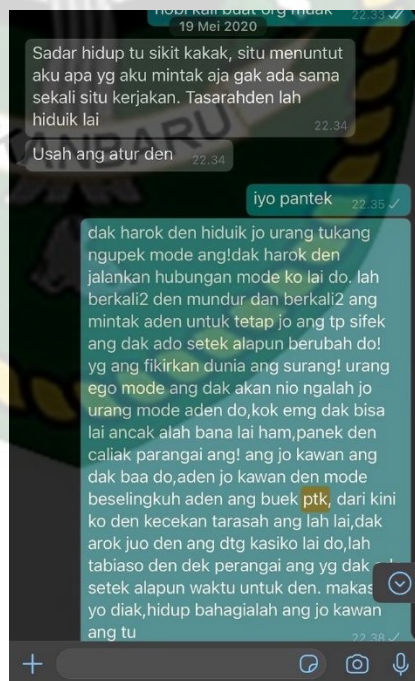 hobi kali buat org muak 22.33
19 Mei 2020
Sadar hidup tu sikit kakak, situ menuntut
aku apa yg aku mintak aja gak ada sama
sekali situ kerjakan. Tasarahden lah
hiduik lai
22.34
Usah ang atur den 22.34
iyo pantek 22.35
dak harok den hiduik jo urang tukang
ngupek mode ang!dak harok den
jalankan hubungan mode ko lai do. lah
berkali2 den mundur dan berkali2 ang
mintak aden untuk tetap jo ang tp sifek
ang dak ado setek alapun berubah do!
yg ang fikirkan dunia ang surang! urang
ego mode ang dak akan nio ngalah jo
urang mode aden do,kok emg dak bisa
lai ancak alah bana lai ham,panek den
caliak parangai ang! ang jo kawan ang
dak baa do,aden jo kawan den mode
beselingkuh aden ang buek ptk, dari kini
ko den kecekan tarasah ang lah lai,dak
arok juo den ang dtg kasiko lai do,lah
tabiaso den dek perangai ang yg dak
setek alapun waktu untuk den.
yo diak,hidup bahagialah ang jo kawan
ang tu
22.38
ANBARU